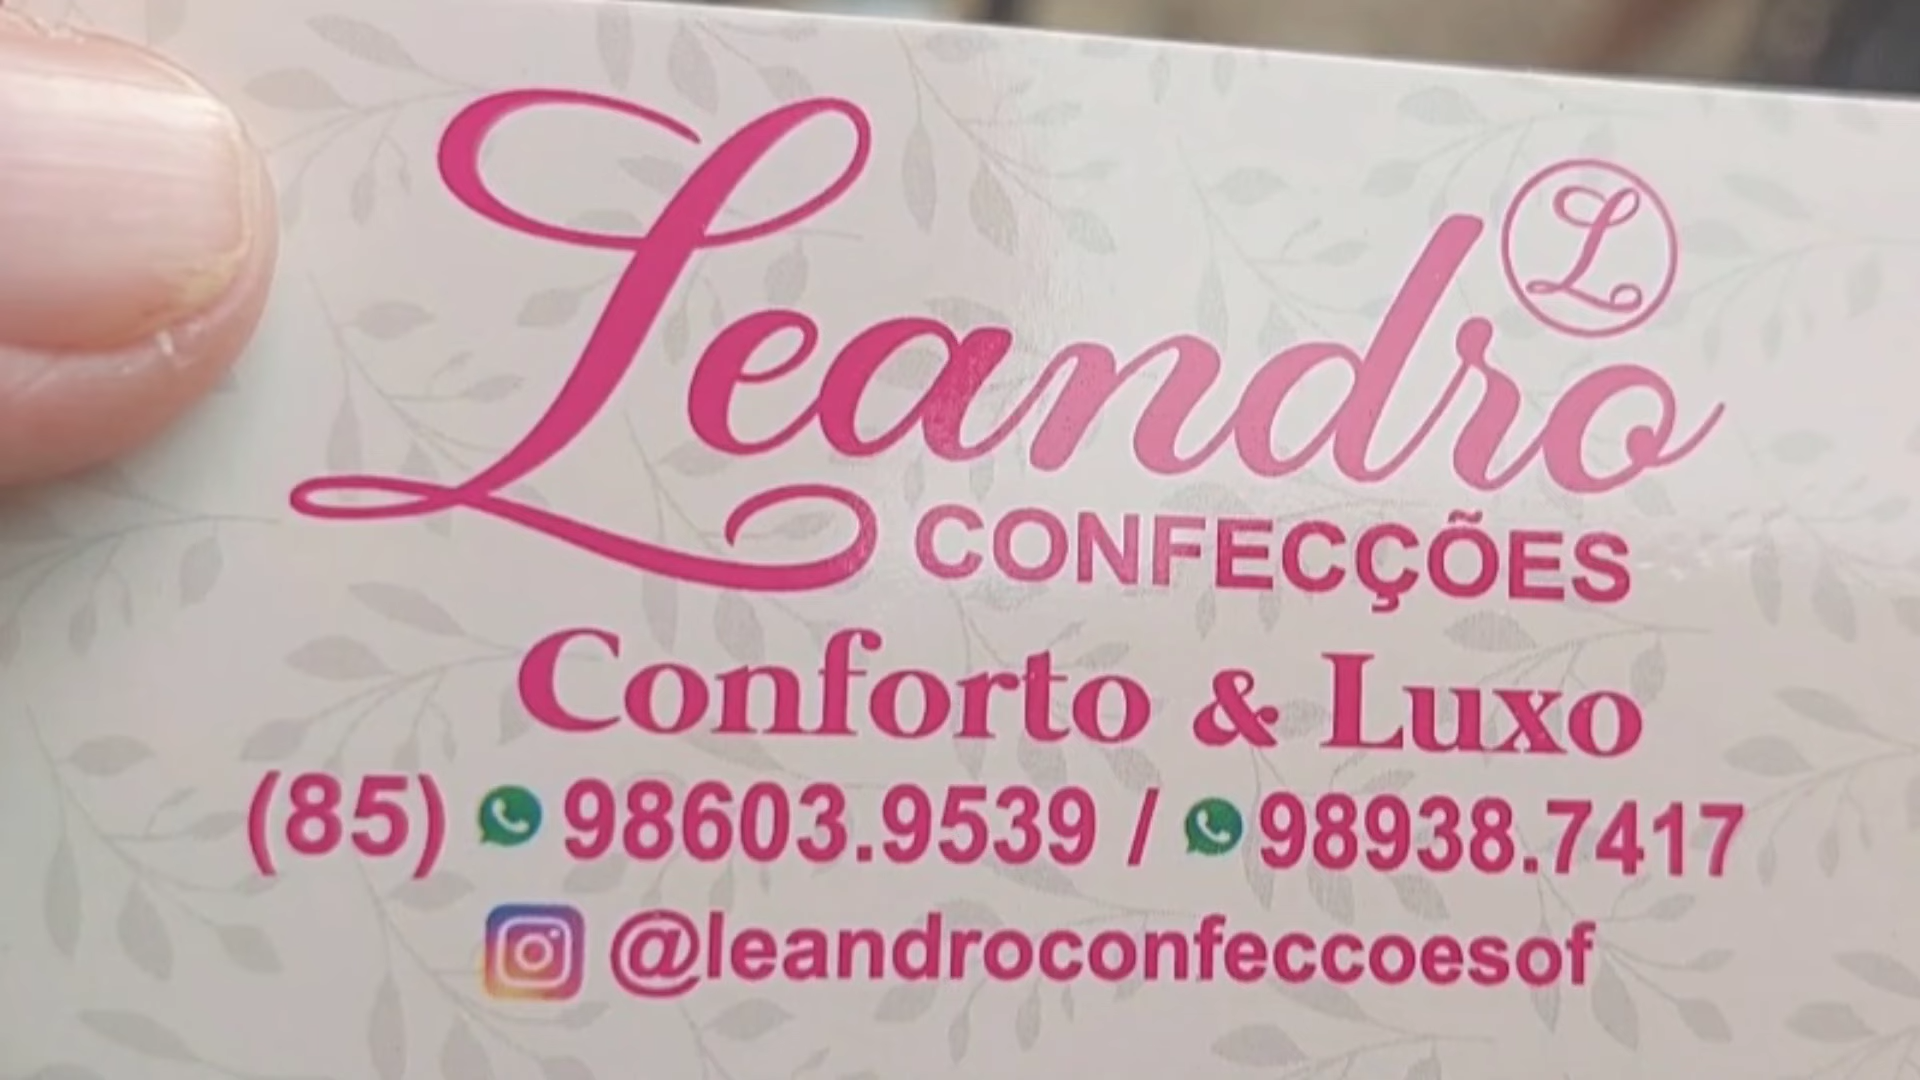 Leandro
L
CONFECÇÕES
Conforto & Luxo
(85) 98603.9539 / 98938.7417
@leandroconfeccoesof